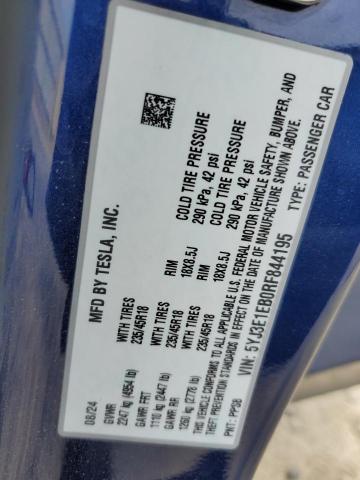 MFD BY TESLA, INC.
08/24
GVWR
2247 kg (4954 lb)
GAWR FRT WITH TIRES RIM COLD TIRE PRESSURE
1110 kg (2447 lb) 235/45R18 18X8.5J 290 kPa, 42 psi
GAWR RR WITH TIRES RIM COLD TIRE PRESSURE
1260 kg (2778 lb) 235/45R18 18X8.5J 290 kPa, 42 psi
THIS VEHICLE CONFORMS TO ALL APPLICABLE U.S. FEDERAL MOTOR VEHICLE SAFETY, BUMPER, AND
THEFT PREVENTION STANDARDS IN EFFECT ON THE DATE OF MANUFACTURE SHOWN ABOVE.
PNT: PPSB VIN: 5YJ3E1EB0RF844195 TYPE: PASSENGER CAR